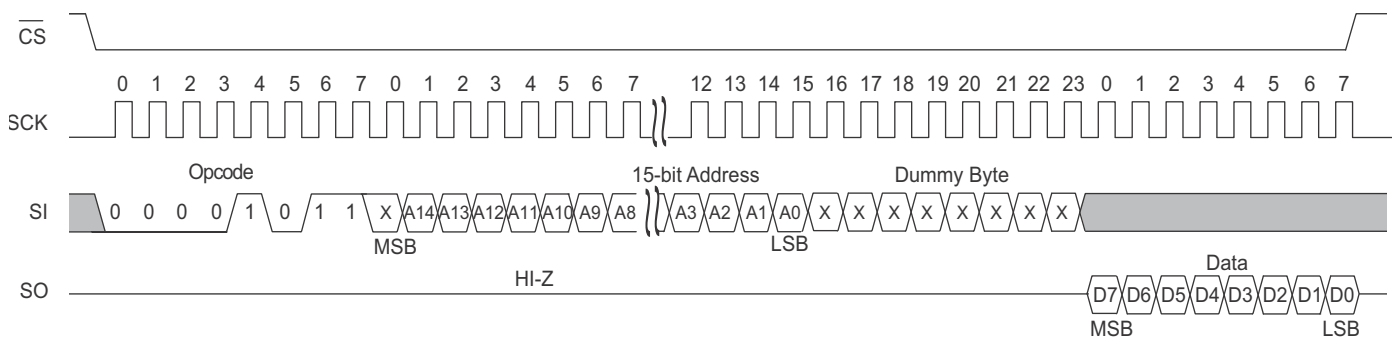 CS
0 1 2 3 4 5 6 7 0 1 2 3 4 5 6 7 12 13 14 15 16 17 18 19 20 21 22 23 0 1 2 3 4 5 6 7
SCK
Opcode 15-bit Address Dummy Byte
SI 0 0 0 0 1 0 1 1 X A14 A13 A12 A11 A10 A9 A8 A3 A2 A1 A0 X X X X X X X X
MSB LSB
HI-Z Data
SO D7 D6 D5 D4 D3 D2 D1 D0
MSB LSB